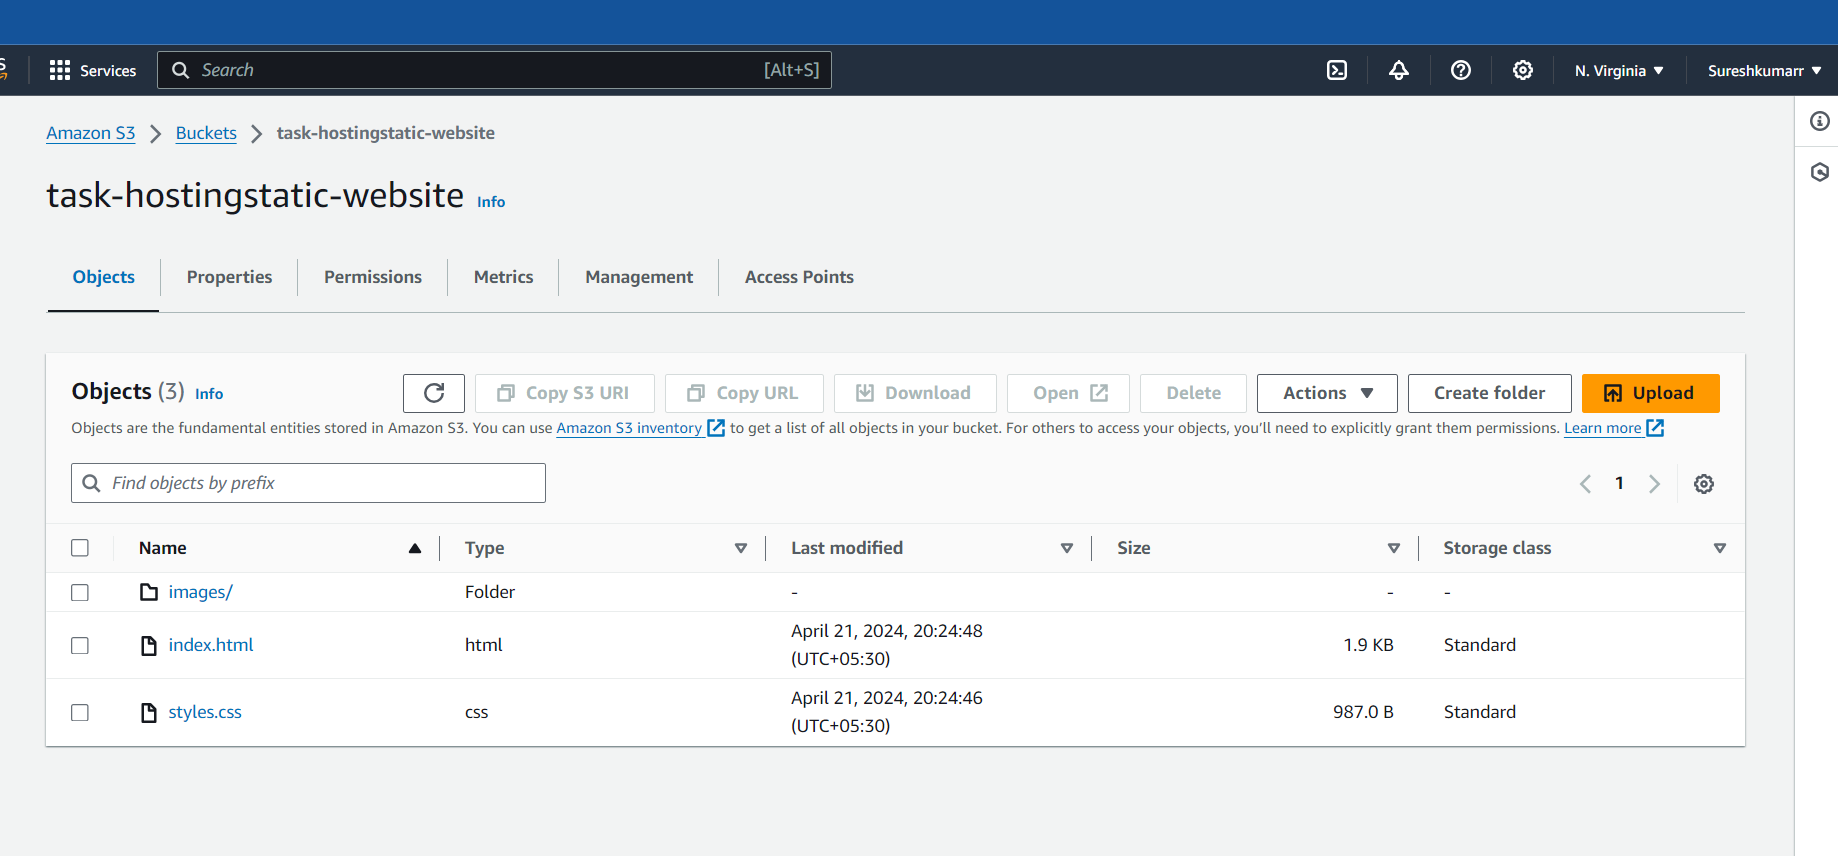 Services Search [Alt+S] N. Virginia Sureshkumarr
Amazon S3 Buckets task-hostingstatic-website
task-hostingstatic-website Info
Objects Properties Permissions Metrics Management Access Points
Objects (3) Info Copy S3 URI Copy URL Download Open Delete Actions Create folder Upload
Objects are the fundamental entities stored in Amazon S3. You can use Amazon S3 inventory to get a list of all objects in your bucket. For others to access your objects, you'll need to explicitly grant them permissions. Learn more
Find objects by prefix 1
Name Type Last modified Size Storage class
images/ Folder - - -
index.html html April 21, 2024, 20:24:48 (UTC+05:30) 1.9 KB Standard
styles.css css April 21, 2024, 20:24:46 (UTC+05:30) 987.0 B Standard